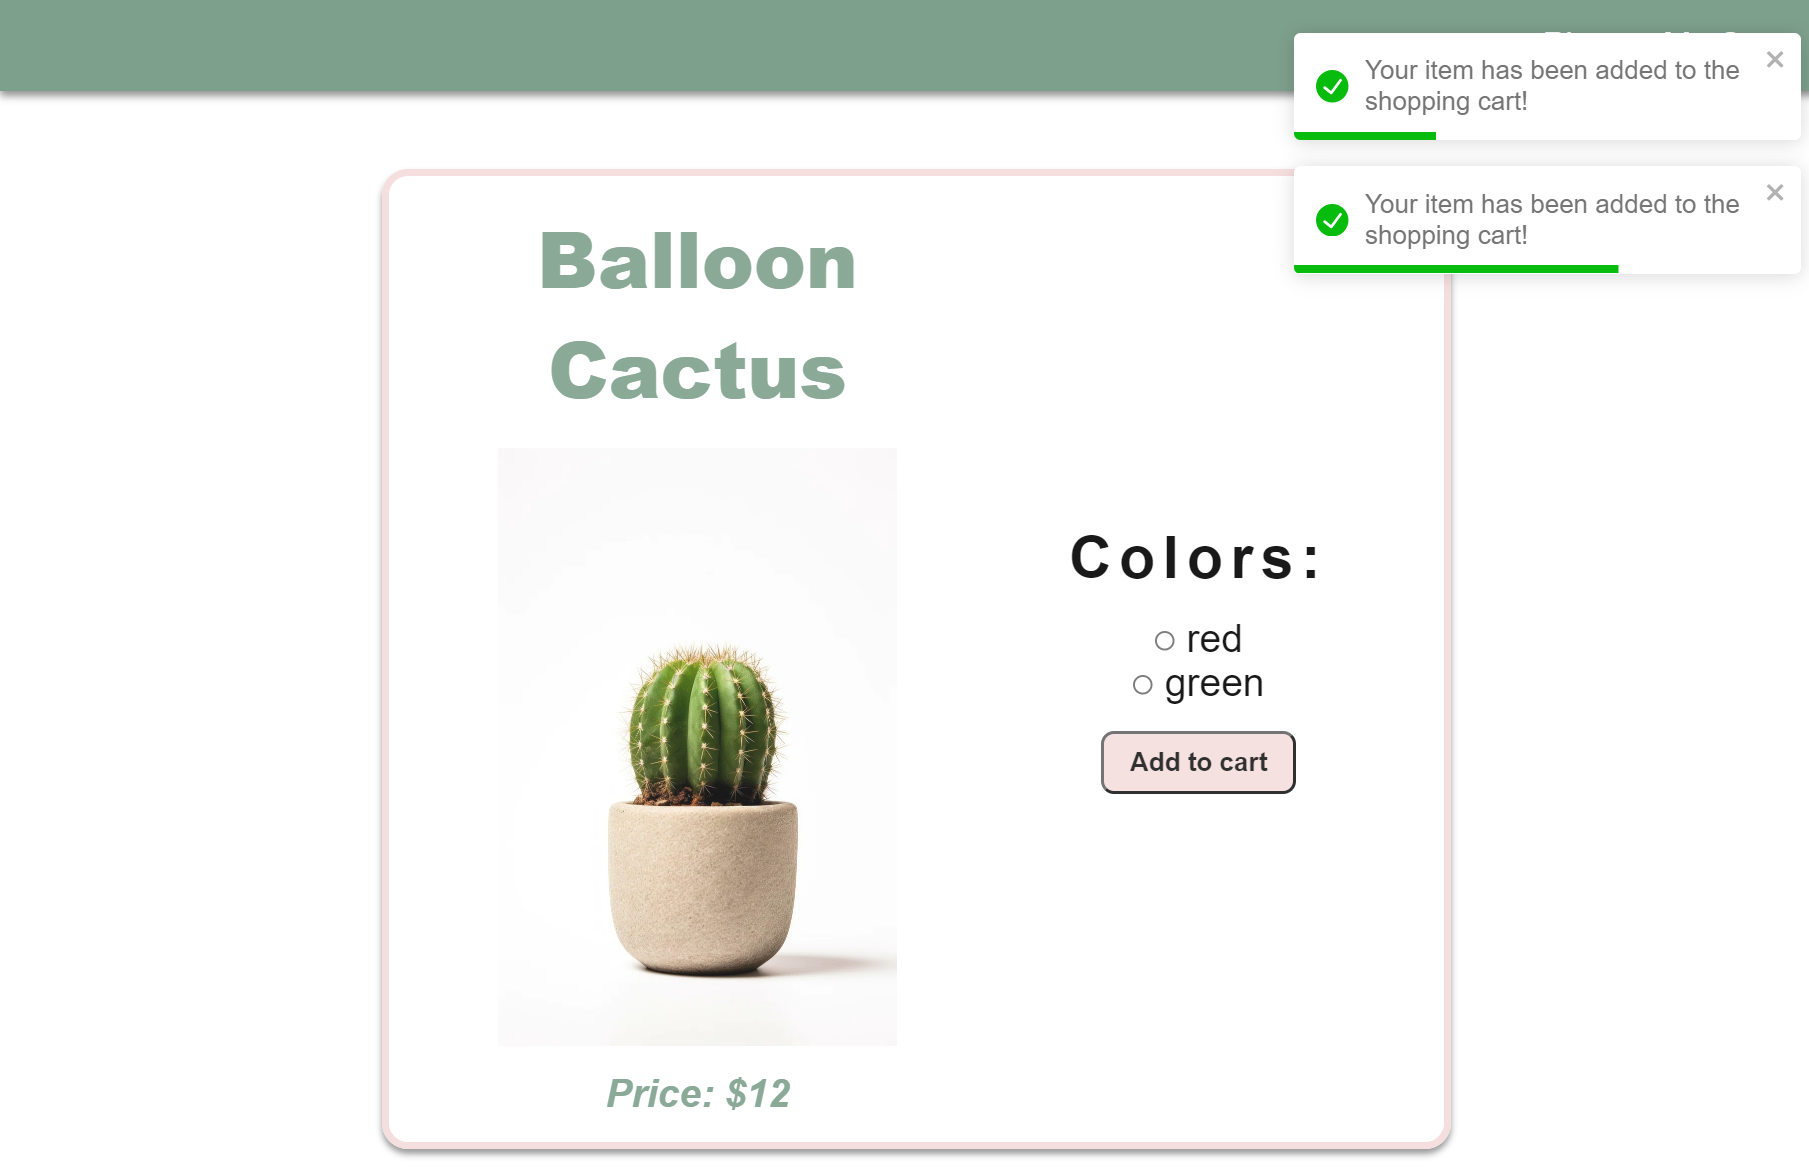 Your item has been added to the
shopping cart!
Your item has been added to the
shopping cart!
Balloon
Cactus
Colors:
red
green
Add to cart
Price: $12